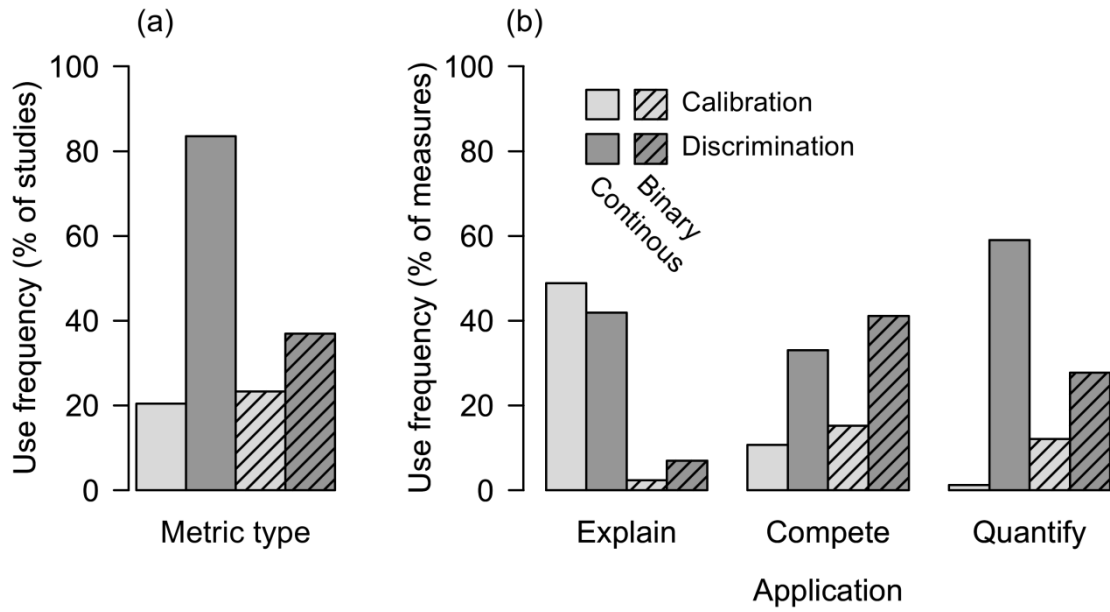 (a)
Use frequency (% of studies)
100
80
60
40
20
0
Metric type
(b)
Use frequency (% of measures)
100
80
60
40
20
0
Calibration
Discrimination
Continous
Binary
Explain
Compete
Quantify
Application